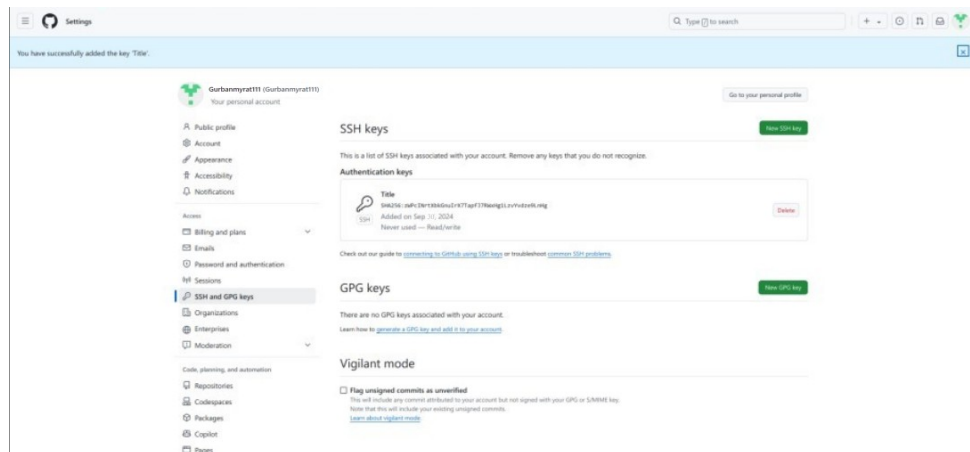 Settings
Type / to search
You have successfully added the key 'Title'.
Gurbanmyrat111 (Gurbanmyrat111)
Your personal account
Go to your personal profile
Public profile
Account
Appearance
Accessibility
Notifications
Access
Billing and plans
Emails
Password and authentication
Sessions
SSH and GPG keys
Organizations
Enterprises
Moderation
Code, planning, and automation
Repositories
Codespaces
Packages
Copilot
Pages
SSH keys
New SSH key
This is a list of SSH keys associated with your account. Remove any keys that you do not recognize.
Authentication keys
Title
SSH
Added on Sep 2024
Never used — Read/write
Delete
Check out our guide to connecting to GitHub using SSH keys or troubleshoot common SSH problems.
GPG keys
New GPG key
There are no GPG keys associated with your account.
Learn how to generate a GPG key and add it to your account.
Vigilant mode
Flag unsigned commits as unverified
This will include any commit attributed to your account but not signed with your GPG or S/MIME key.
Note that this will include your existing unsigned commits.
Learn about vigilant mode.